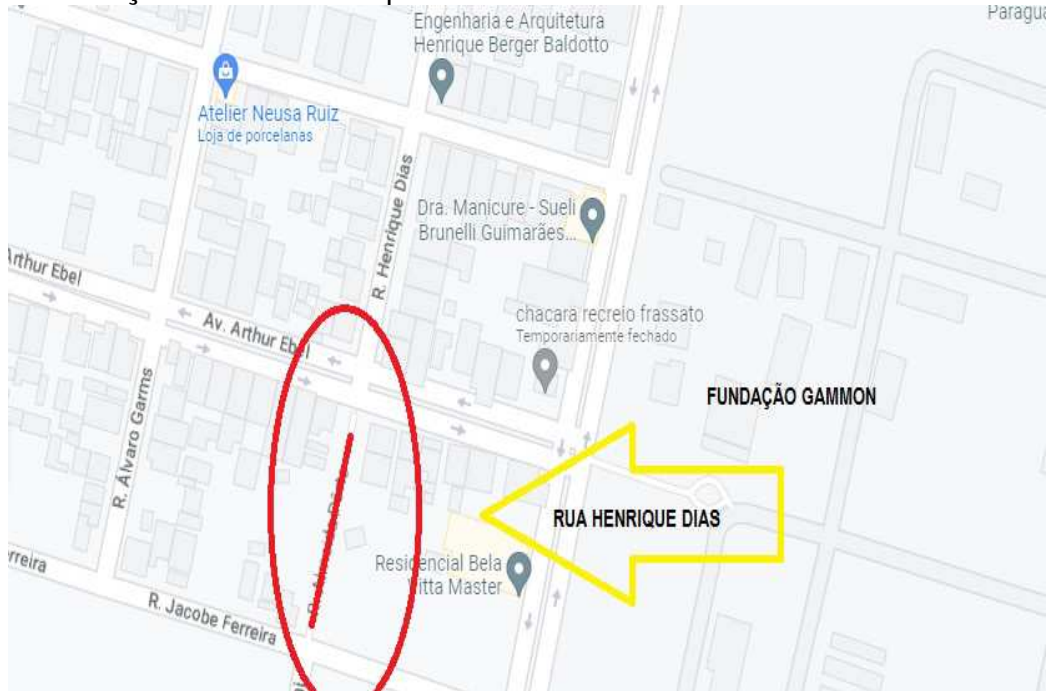 Engenharia e Arquitetura
Henrique Berger Baldotto
Atelier Neusa Ruiz
Loja de porcelanas
R. Henrique Dias
Dra. Manicure - Sueli
Brunelli Guimarães...
Arthur Ebel
Av. Arthur Ebel
chacara recreio frassato
Temporariamente fechado
R. Álvaro Garms
FUNDAÇÃO GAMMON
RUA HENRIQUE DIAS
Residencial Bela
Vitta Master
R. Jacobe Ferreira